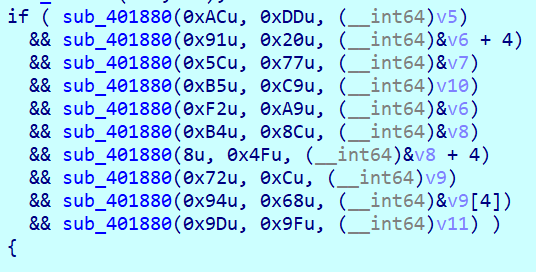 if ( sub_401880(0xACu, 0xDDu, (__int64)v5)
&& sub_401880(0x91u, 0x20u, (__int64)&v6 + 4)
&& sub_401880(0x5Cu, 0x77u, (__int64)&v7)
&& sub_401880(0xB5u, 0xC9u, (__int64)v10)
&& sub_401880(0xF2u, 0xA9u, (__int64)&v6)
&& sub_401880(0xB4u, 0x8Cu, (__int64)&v8)
&& sub_401880(8u, 0x4Fu, (__int64)&v8 + 4)
&& sub_401880(0x72u, 0xCu, (__int64)v9)
&& sub_401880(0x94u, 0x68u, (__int64)&v9[4])
&& sub_401880(0x9Du, 0x9Fu, (__int64)v11) )
{